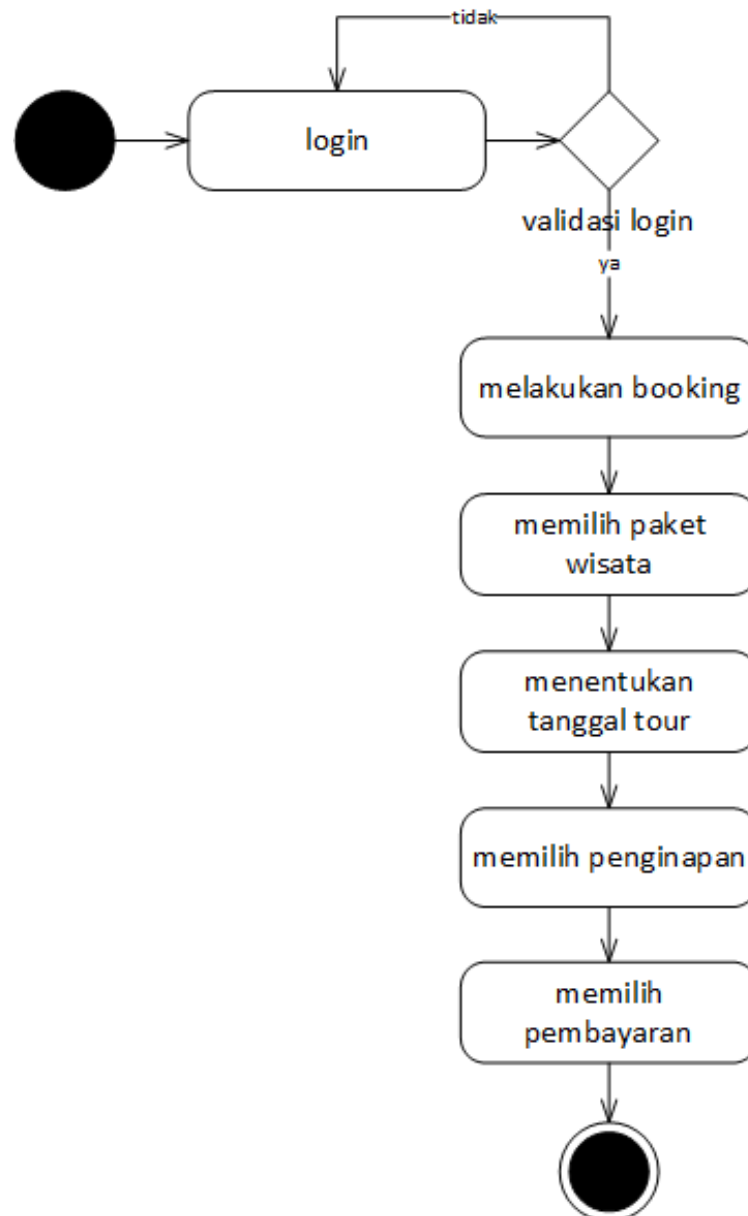 tidak
login
validasi login
ya
melakukan booking
memilih paket
wisata
menentukan
tanggal tour
memilih penginapan
memilih
pembayaran